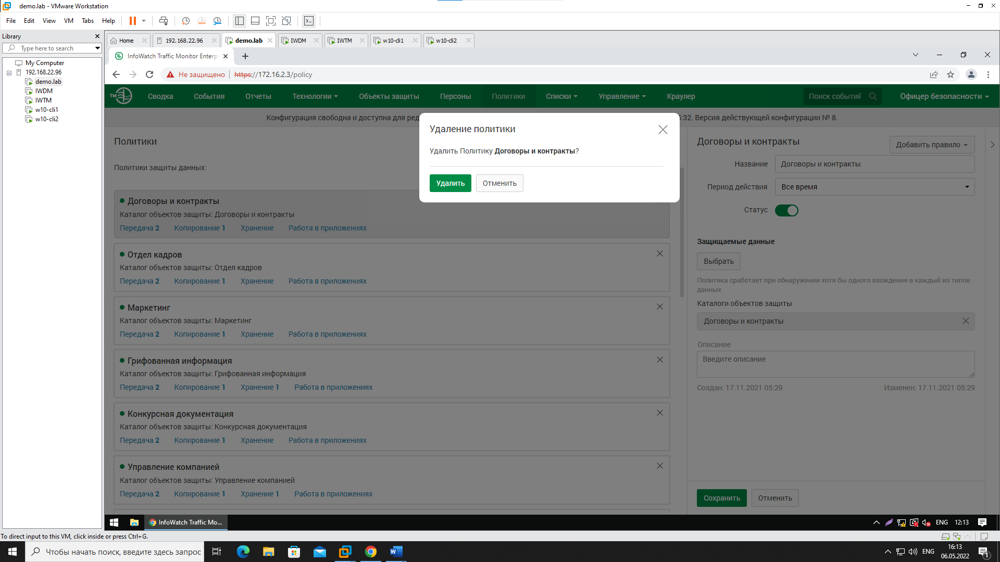 demo.lab - VMware Workstation
File Edit View VM Tabs Help
Library
Type here to search
My Computer
192.168.22.96
demo.lab
IWDM
IWTM
w10-cli1
w10-cli2
Home 192.168.22.96 demo.lab IWDM IWTM w10-cli1 w10-cli2
InfoWatch Traffic Monitor Enterp
Не защищено https://172.16.2.3/policy
TM Сводка События Отчеты Технологии Объекты защиты Персоны Политики Списки Управление Краулер Поиск событий Офицер безопасности
Конфигурация свободна и доступна для ред 5:32. Версия действующей конфигурации № 8.
Удаление политики
Удалить Политику Договоры и контракты?
Удалить Отменить
Политики
Политики защиты данных:
Договоры и контракты
Каталог объектов защиты: Договоры и контракты
Передача 2 Копирование 1 Хранение Работа в приложениях
Отдел кадров
Каталог объектов защиты: Отдел кадров
Передача 2 Копирование 1 Хранение Работа в приложениях
Маркетинг
Каталог объектов защиты: Маркетинг
Передача 2 Копирование 1 Хранение Работа в приложениях
Грифованная информация
Каталог объектов защиты: Грифованная информация
Передача 2 Копирование 1 Хранение 1 Работа в приложениях
Конкурсная документация
Каталог объектов защиты: Конкурсная документация
Передача 2 Копирование 1 Хранение Работа в приложениях
Управление компанией
Каталог объектов защиты: Управление компанией
Передача 2 Копирование 1 Хранение 1 Работа в приложениях
Договоры и контракты
Добавить правило
Название Договоры и контракты
Период действия Все время
Статус
Защищаемые данные
Выбрать
Политика сработает при обнаружении хотя бы одного вхождения в каждый из типов
данных
Каталоги объектов защиты
Договоры и контракты
Описание
Введите описание
Создан: 17.11.2021 05:29 Изменен: 17.11.2021 05:29
Сохранить Отменить
InfoWatch Traffic Mo...
ENG 12:13
To direct input to this VM, click inside or press Ctrl+G.
Чтобы начать поиск, введите здесь запрос
ENG
16:13
06.05.2022
1